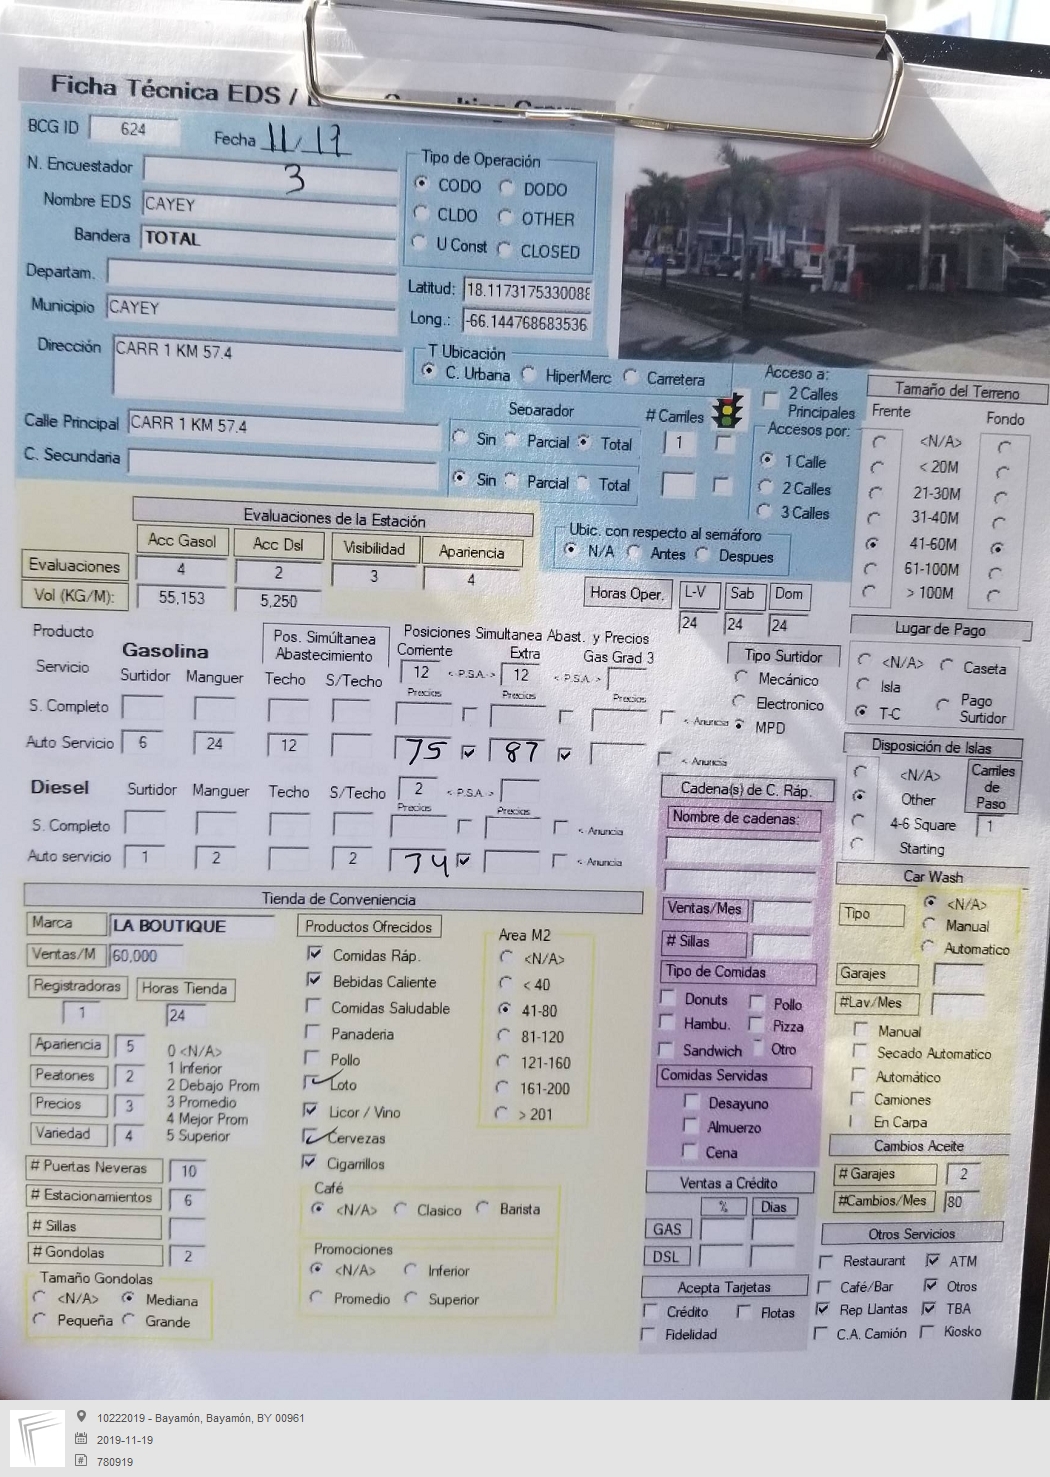 Ficha Técnica EDS /
BCG ID 624
Fecha 11/19
N. Encuestador 3
Nombre EDS CAYEY
Bandera TOTAL
Departam.
Municipio CAYEY
Dirección CARR 1 KM 57.4
Calle Principal CARR 1 KM 57.4
C. Secundaria
Tipo de Operación
CODO DODO
CLDO OTHER
U Const CLOSED
Latitud: 18.1173175330088
Long.: -66.144768683536
T Ubicación
C. Urbana HiperMerc Carretera
Separador # Carriles
Sin Parcial Total 1
Sin Parcial Total
Acceso a:
2 Calles
Principales
Accesos por:
1 Calle
2 Calles
3 Calles
Ubic. con respecto al semáforo
N/A Antes Despues
Tamaño del Terreno
Frente Fondo
<N/A>
< 20M
21-30M
31-40M
41-60M
61-100M
> 100M
Evaluaciones de la Estación
Acc Gasol Acc Dsl Visibilidad Apariencia
Evaluaciones 4 2 3 4
Vol (KG/M): 55,153 5,250
Horas Oper. L-V Sab Dom
24 24 24
Producto Gasolina
Servicio Surtidor Manguer
Pos. Simúltanea
Abastecimiento
Techo S/Techo
Posiciones Simultanea Abast. y Precios
Corriente Extra Gas Grad 3
12 < P.S.A. > 12 < P.S.A. >
Precios Precios Precios
S. Completo < Anuncia
Auto Servicio 6 24 12 75 87 < Anuncia
Tipo Surtidor
Mecánico
Electronico
MPD
Lugar de Pago
<N/A> Caseta
Isla
T-C Pago
Surtidor
Disposición de Islas
<N/A>
Other
4-6 Square
Starting
Carriles
de
Paso
1
Diesel Surtidor Manguer Techo S/Techo
2 < P.S.A. >
Precios Precios
S. Completo < Anuncia
Auto servicio 1 2 2 74 < Anuncia
Cadena(s) de C. Ráp.
Nombre de cadenas:
Ventas/Mes
# Sillas
Tipo de Comidas
Donuts Pollo
Hambu. Pizza
Sandwich Otro
Comidas Servidas
Desayuno
Almuerzo
Cena
Car Wash
Tipo <N/A>
Manual
Automatico
Garajes
#Lav/Mes
Manual
Secado Automatico
Automático
Camiones
En Carpa
Cambios Aceite
# Garajes 2
#Cambios/Mes 80
Tienda de Conveniencia
Marca LA BOUTIQUE
Ventas/M 60,000
Registradoras Horas Tienda
1 24
Apariencia 5
Peatones 2
Precios 3
Variedad 4
0 <N/A>
1 Inferior
2 Debajo Prom
3 Promedio
4 Mejor Prom
5 Superior
# Puertas Neveras 10
# Estacionamientos 6
# Sillas
# Gondolas 2
Tamaño Gondolas
<N/A> Mediana
Pequeña Grande
Productos Ofrecidos
Comidas Ráp.
Bebidas Caliente
Comidas Saludable
Panaderia
Pollo
Loto
Licor / Vino
Cervezas
Cigarrillos
Area M2
<N/A>
< 40
41-80
81-120
121-160
161-200
> 201
Café
<N/A> Clasico Barista
Promociones
<N/A> Inferior
Promedio Superior
Ventas a Crédito
% Dias
GAS
DSL
Acepta Tarjetas
Crédito Flotas
Fidelidad
Otros Servicios
Restaurant ATM
Café/Bar Otros
Rep Llantas TBA
C.A. Camión Kiosko
10222019 - Bayamón, Bayamón, BY 00961
2019-11-19
780919